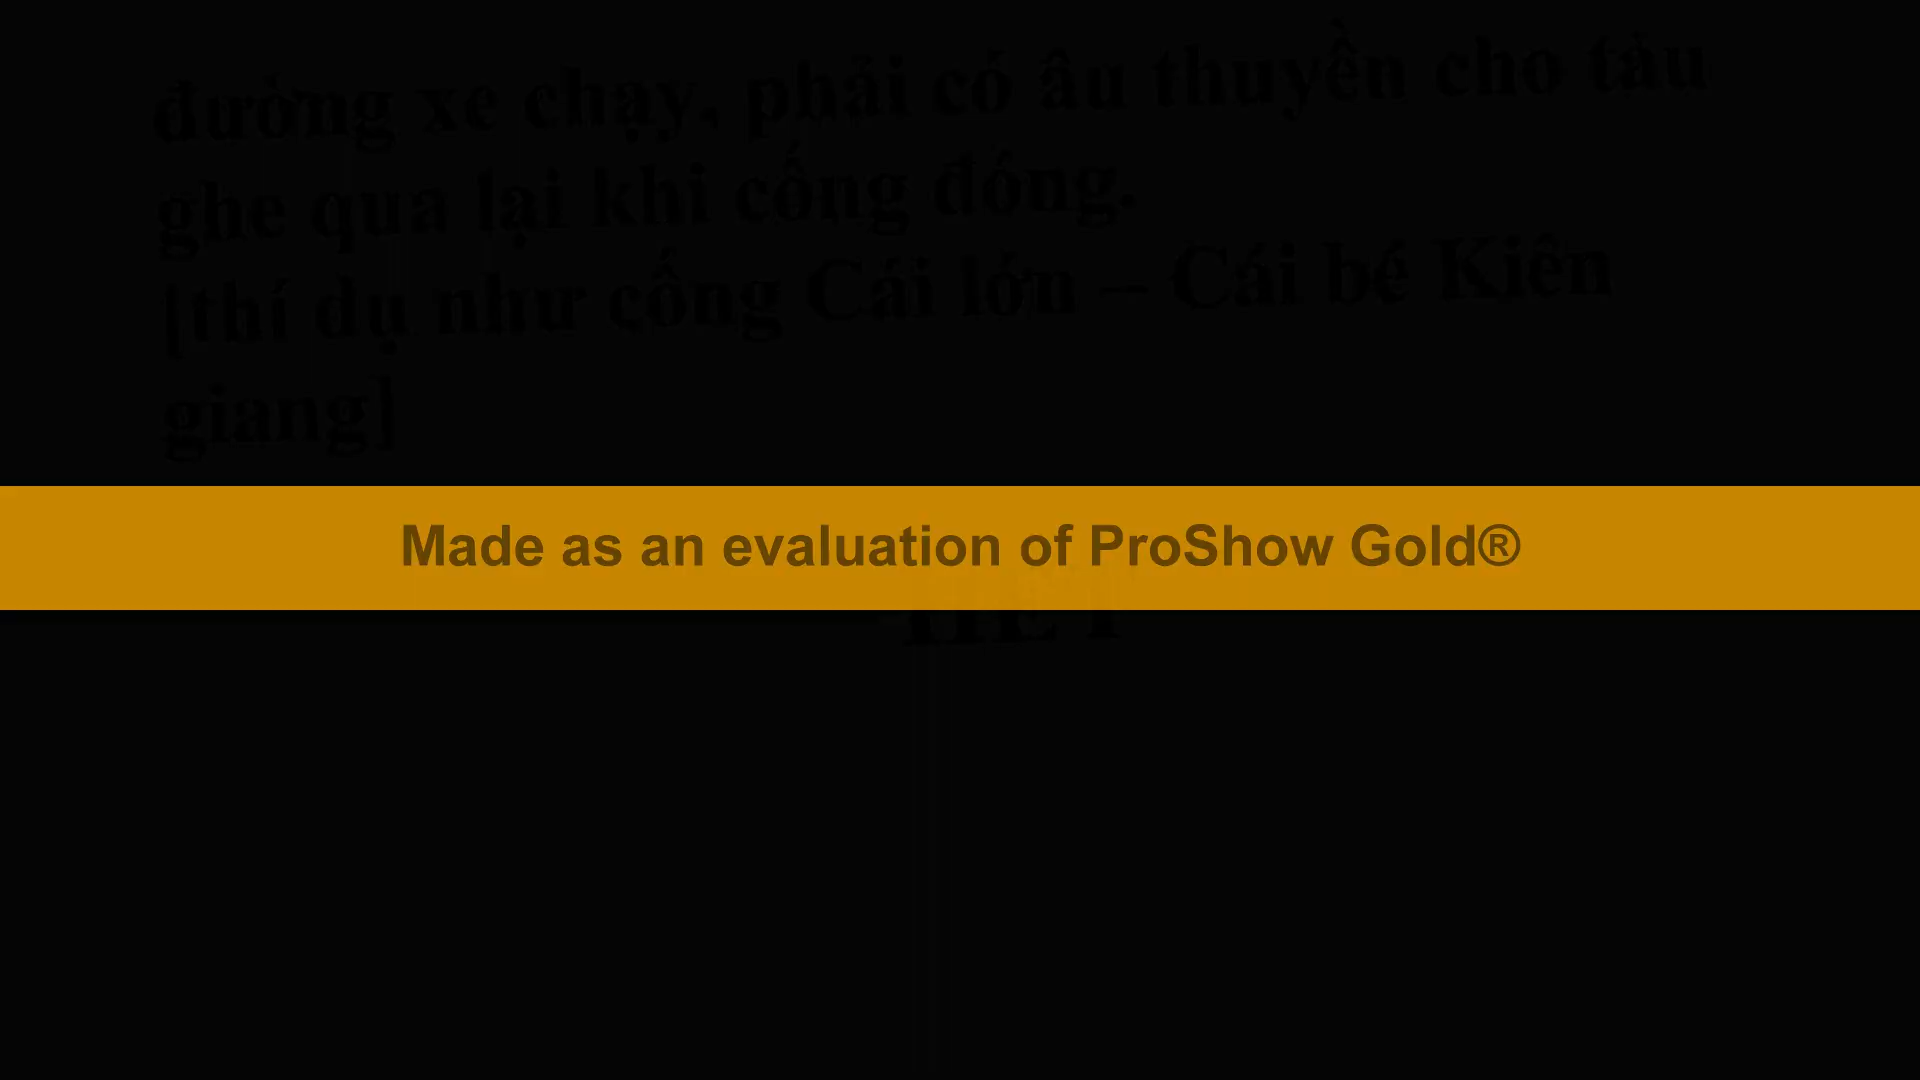 đường xe chạy, phải có âu thuyền cho tàu
ghe qua lại khi cống đóng.
[thí dụ như cống Cái lớn – Cái bé Kiên
giang]
Made as an evaluation of ProShow Gold®
HẾT